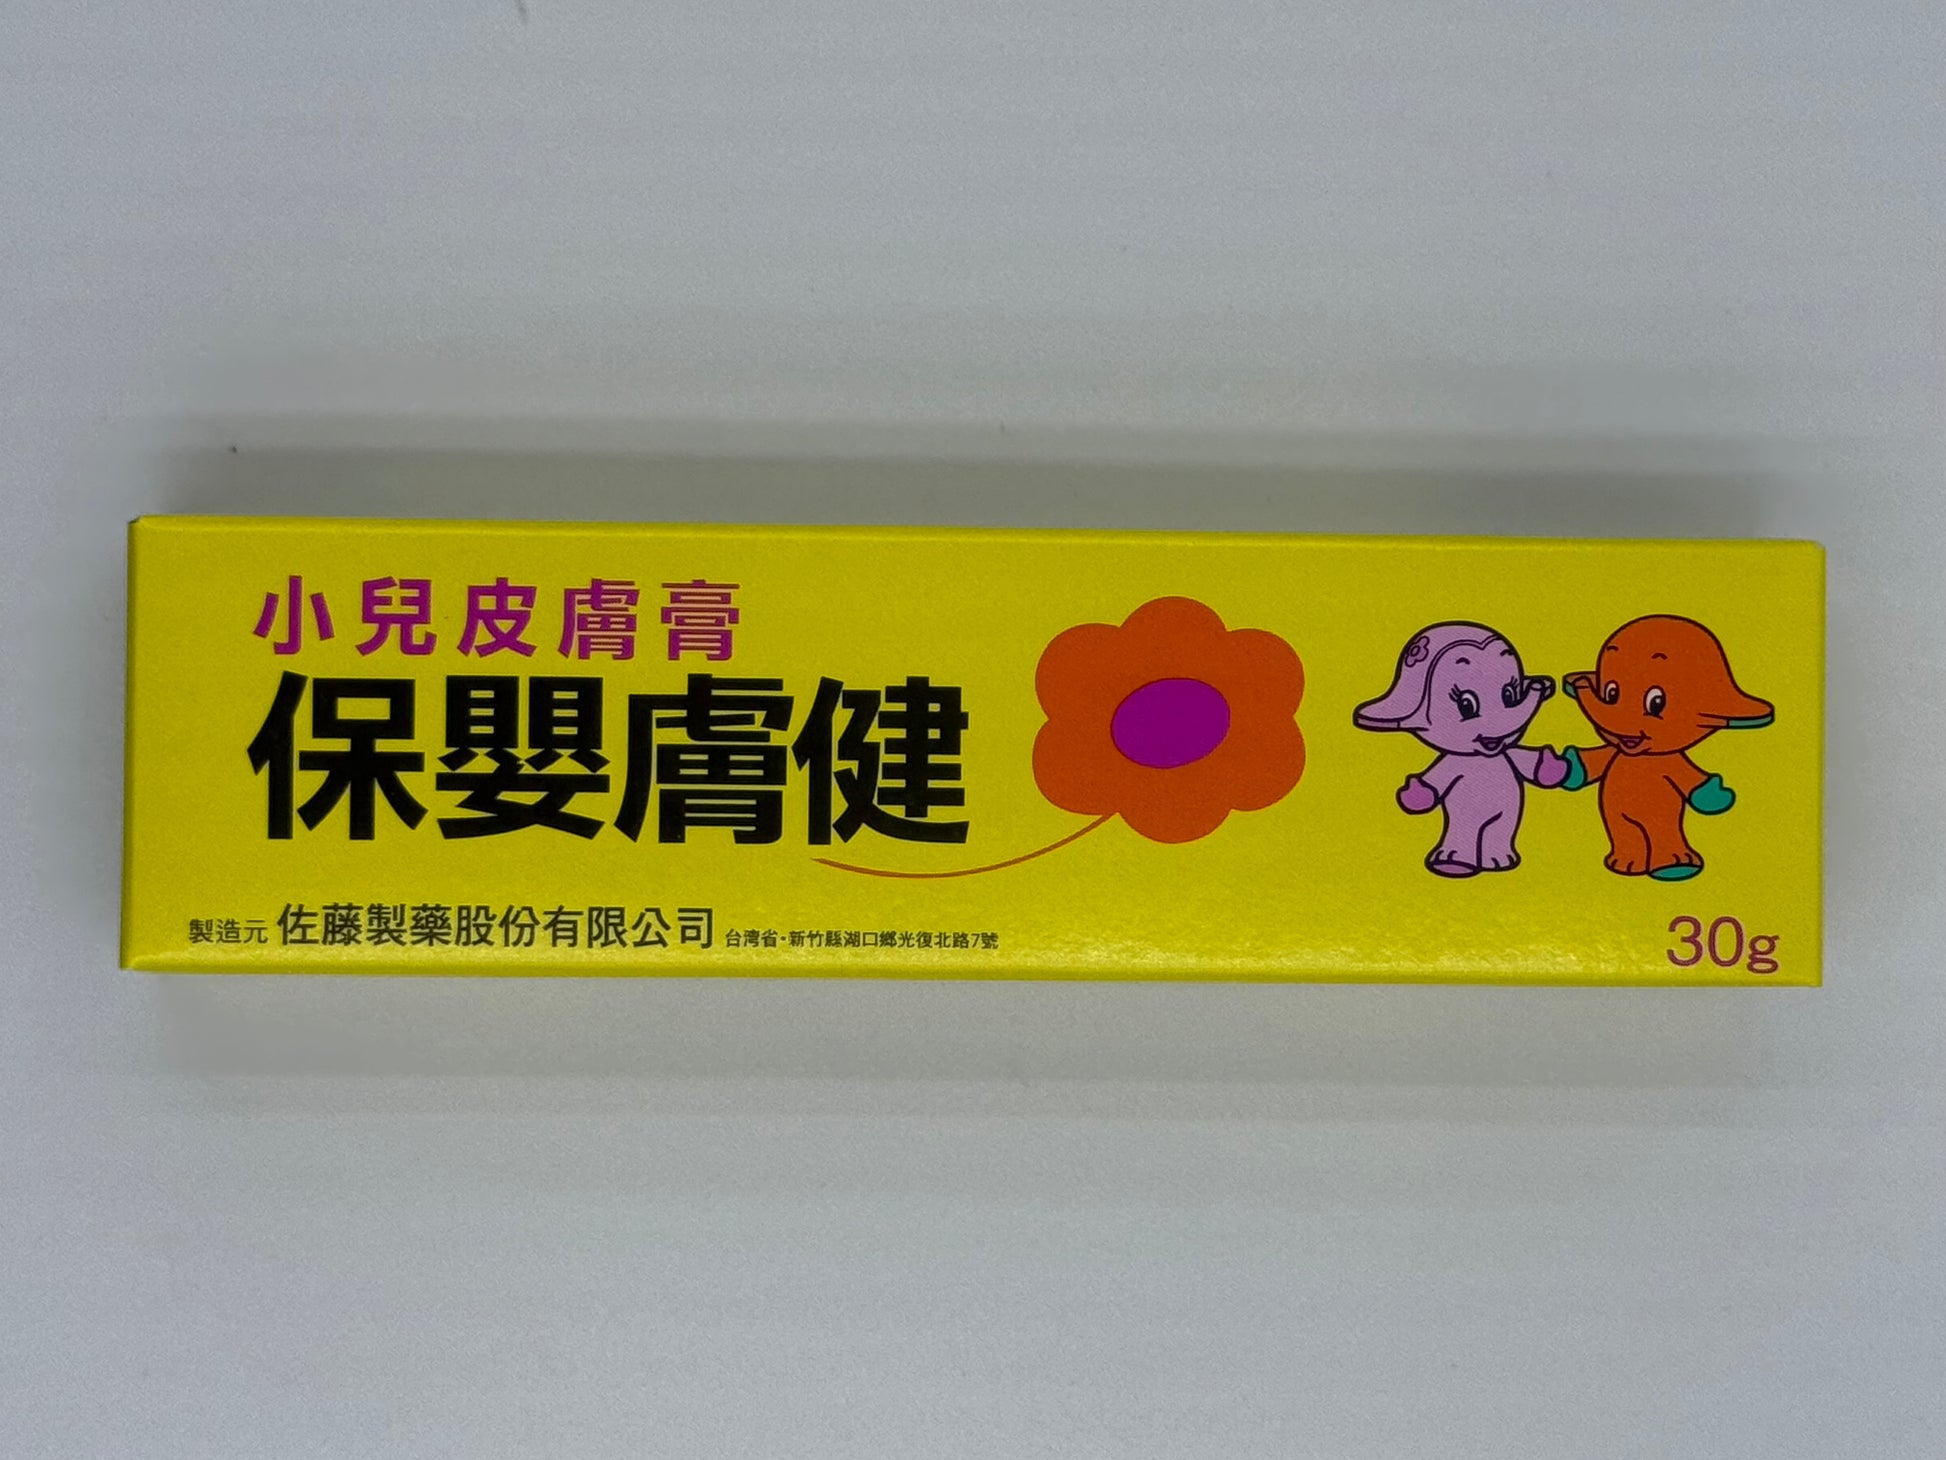 小兒皮膚膏
保嬰膚健
製造元 佐藤製藥股份有限公司 台湾省・新竹縣湖口鄉光復北路7號
30g